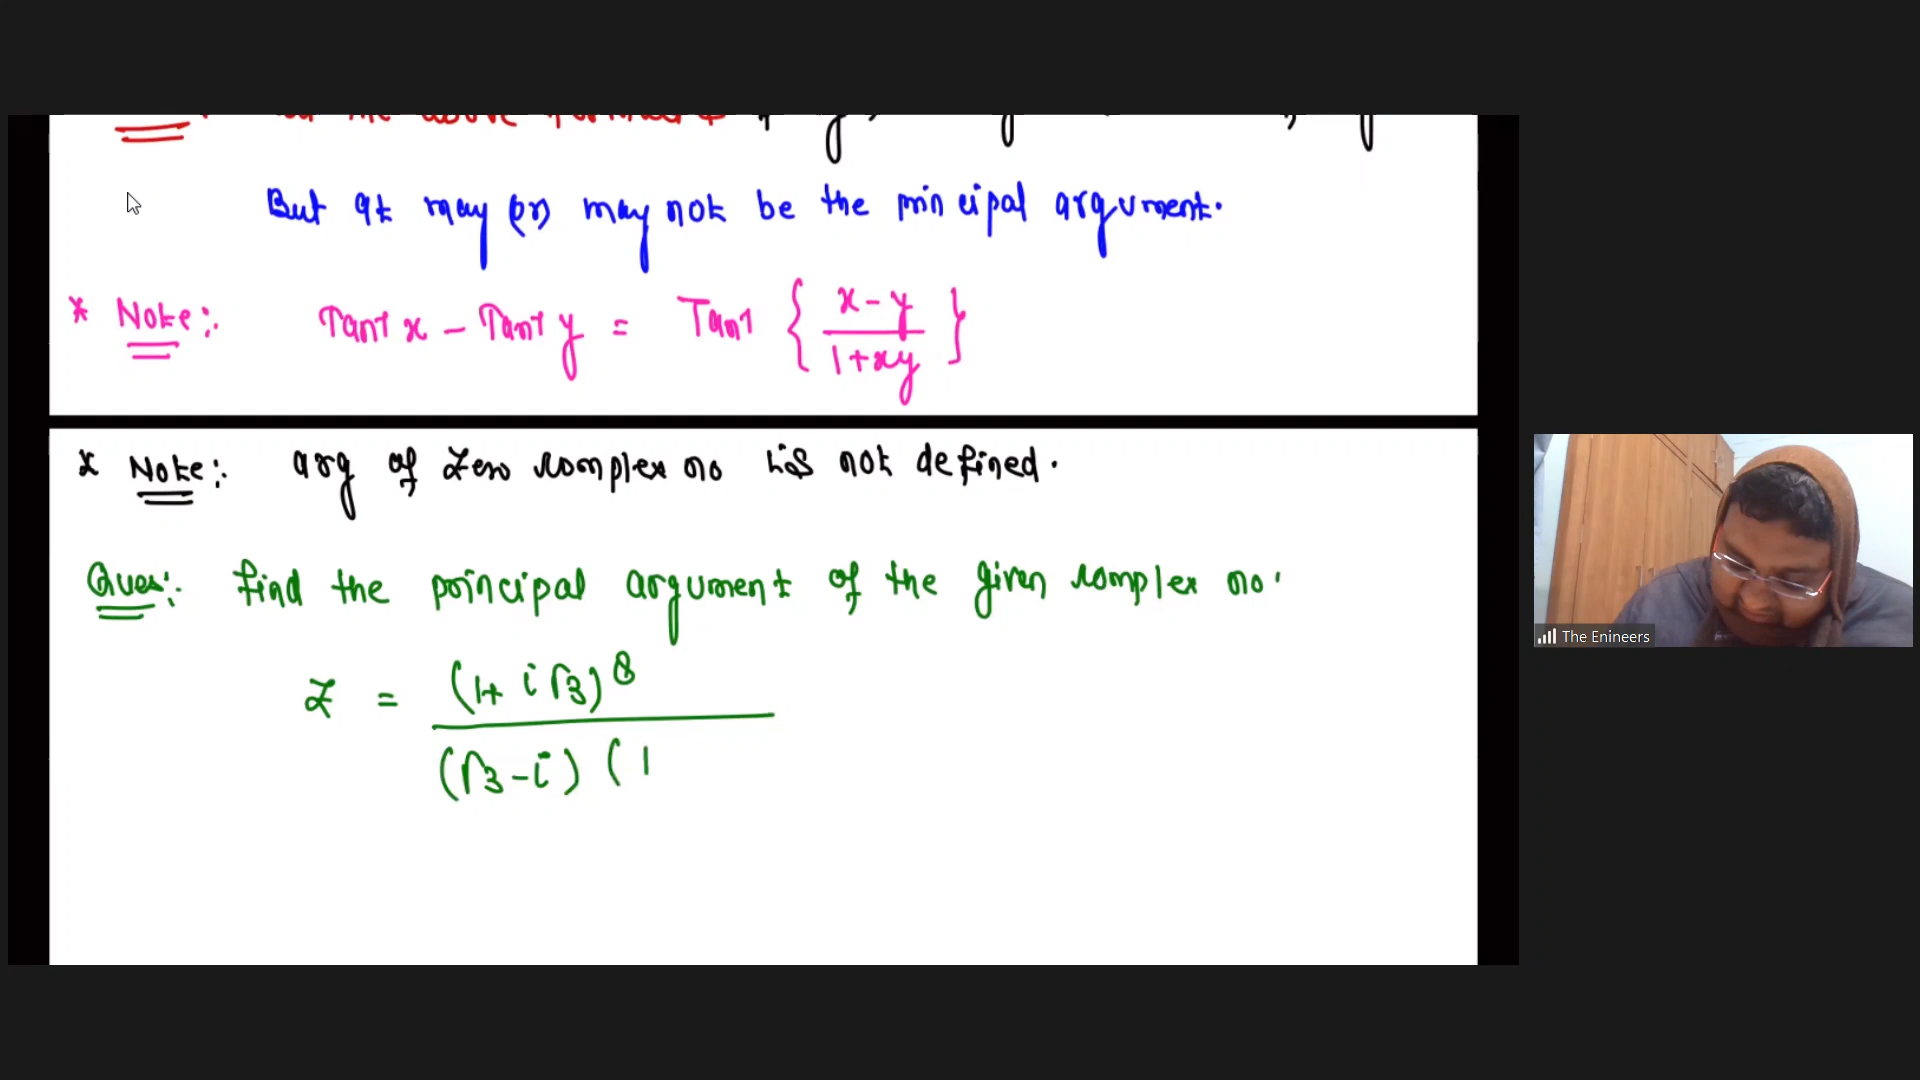 But it may (or) may not be the principal argument.
* Note:- Tan⁻¹ x - Tan⁻¹ y = Tan⁻¹ { (x-y)/(1+xy) }
* Note:- arg of zero complex no is not defined.
Ques:- find the principal argument of the given complex no.
Z = (1+ i√3)⁸
(√3-i) (1
The Enineers